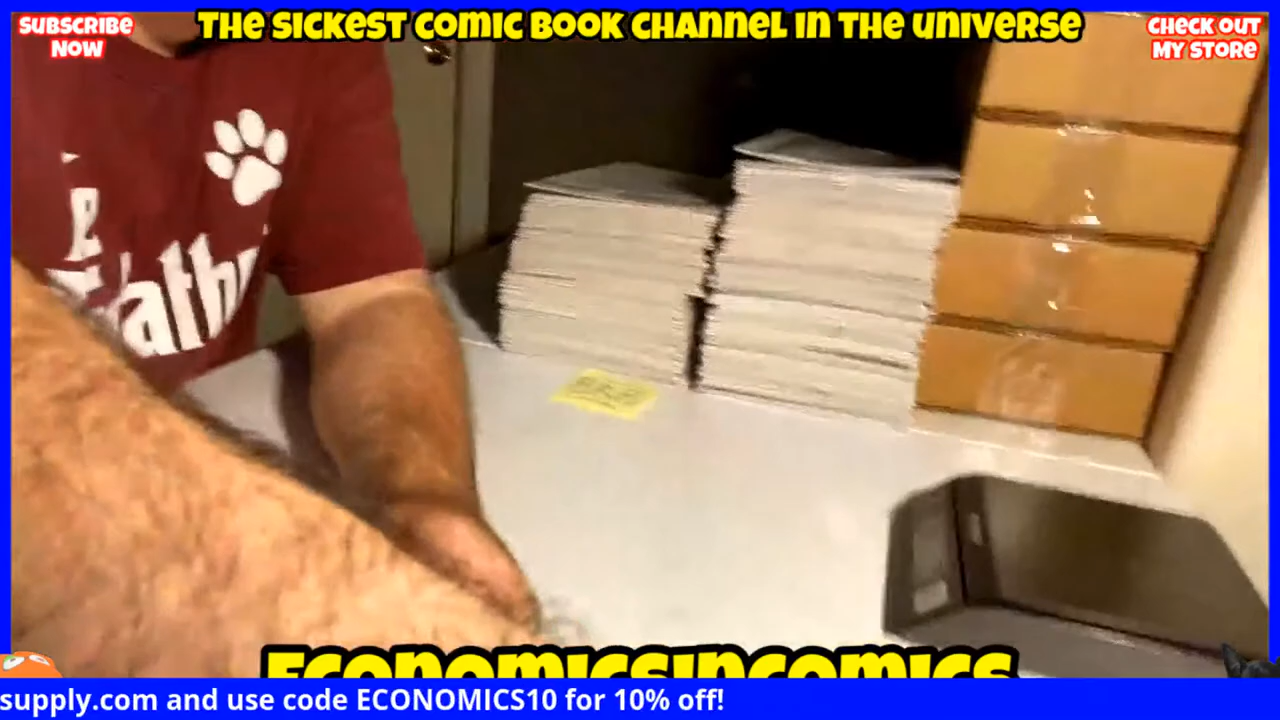 SUBSCRIBE
NOW
THE SICKEST COMIC BOOK CHANNEL IN THE UNIVERSE
CHECK OUT
MY STORE
ECONOMICSINCOMICS
supply.com and use code ECONOMICS10 for 10% off!